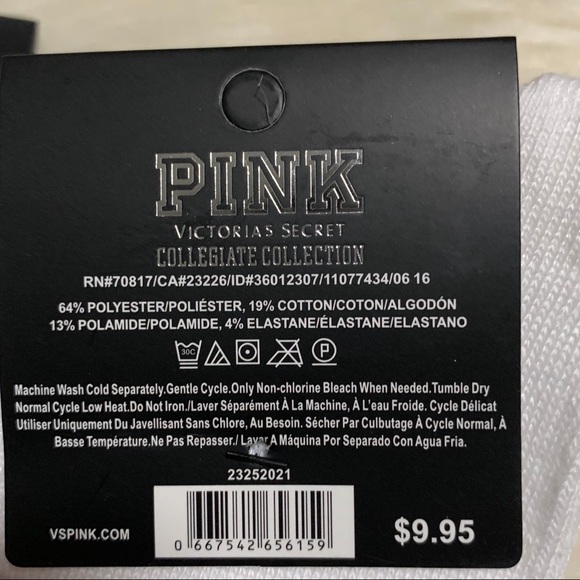 PINK
VICTORIA'S SECRET
COLLEGIATE COLLECTION
RN#70817/CA#23226/ID#36012307/11077434/06 16
64% POLYESTER/POLIÉSTER, 19% COTTON/COTON/ALGODÓN
13% POLAMIDE/POLAMIDE, 4% ELASTANE/ÉLASTANE/ELASTANO
30C
P
Machine Wash Cold Separately.Gentle Cycle.Only Non-chlorine Bleach When Needed.Tumble Dry
Normal Cycle Low Heat.Do Not Iron./Laver Séparément À La Machine, À L'eau Froide. Cycle Délicat
Utiliser Uniquement Du Javellisant Sans Chlore, Au Besoin. Sécher Par Culbutage À Cycle Normal, À
Basse Température.Ne Pas Repasser./ Lavar A Máquina Por Separado Con Agua Fria.
23252021
VSPINK.COM
0 667542 656159
$9.95